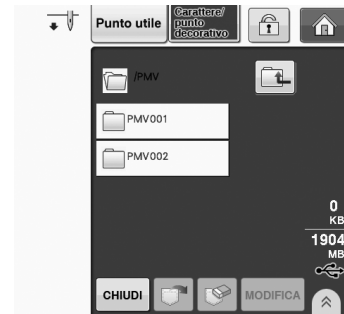 Punto utile
Carattere/
punto
decorativo
/PMV
PMV001
PMV002
0
KB
1904
MB
CHIUDI
MODIFICA